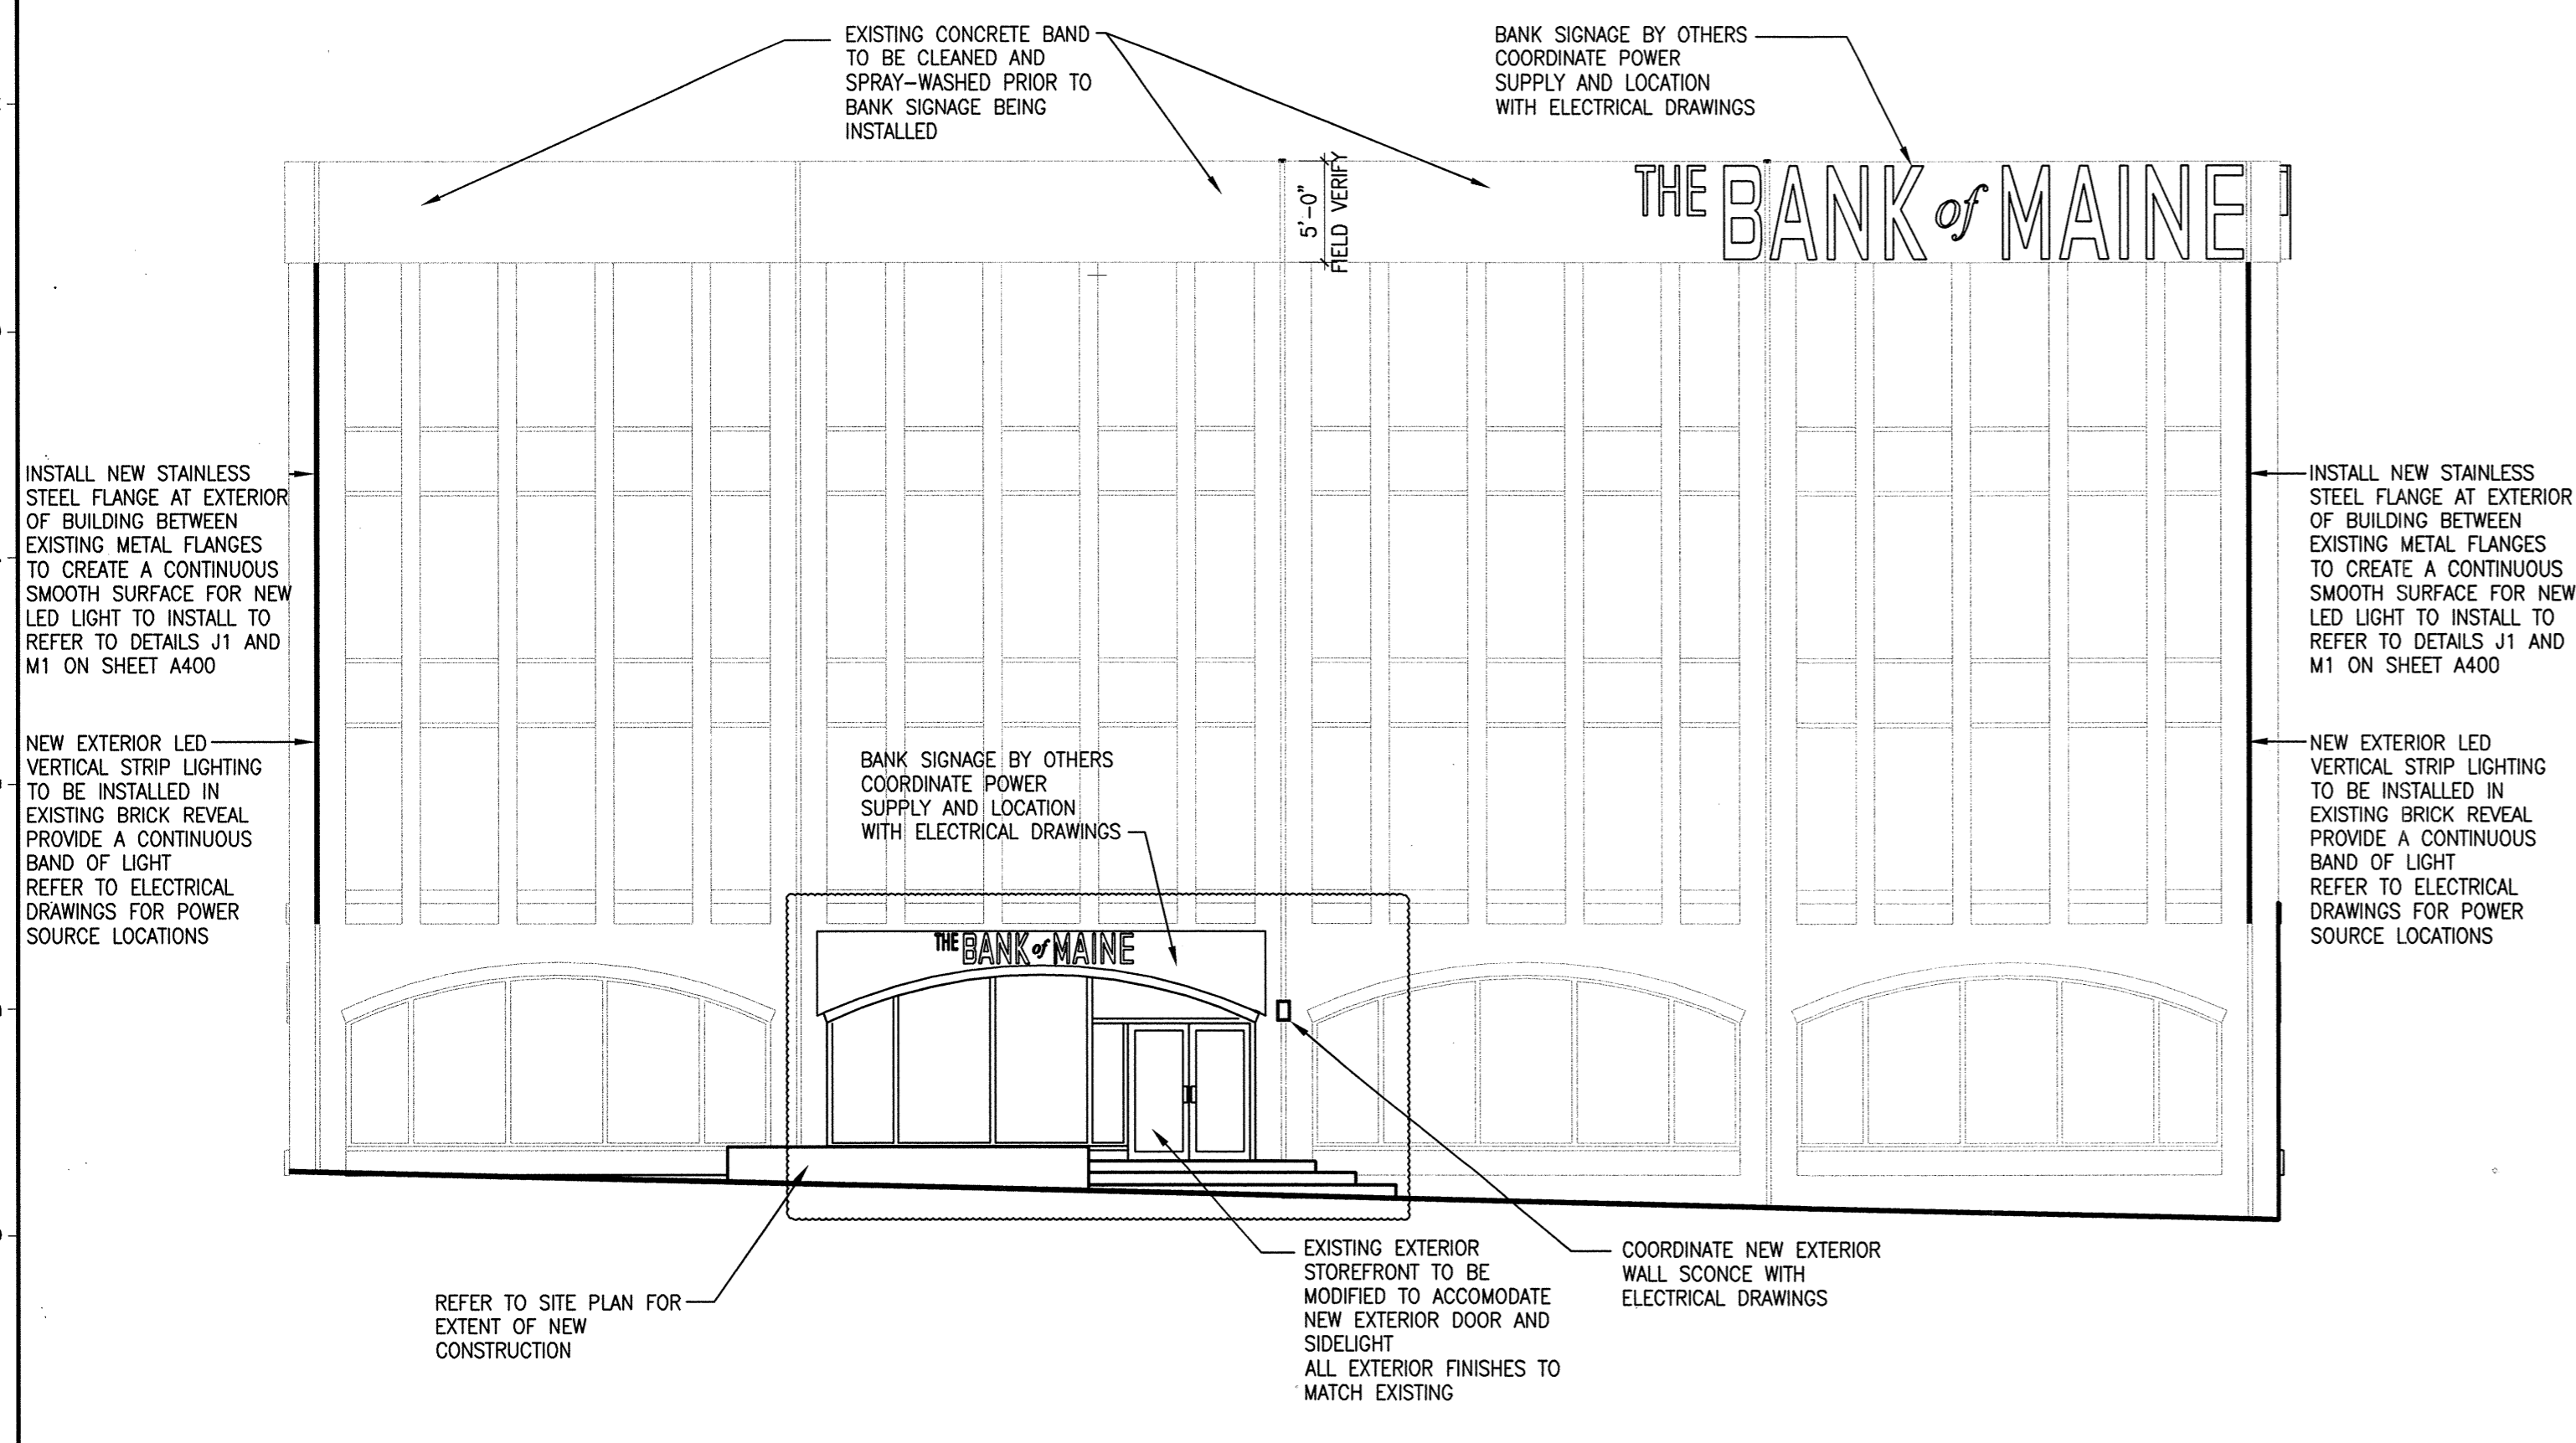 EXISTING CONCRETE BAND
TO BE CLEANED AND
SPRAY-WASHED PRIOR TO
BANK SIGNAGE BEING
INSTALLED
BANK SIGNAGE BY OTHERS
COORDINATE POWER
SUPPLY AND LOCATION
WITH ELECTRICAL DRAWINGS
5'-0"
FIELD VERIFY
THE BANK of MAINE
INSTALL NEW STAINLESS
STEEL FLANGE AT EXTERIOR
OF BUILDING BETWEEN
EXISTING METAL FLANGES
TO CREATE A CONTINUOUS
SMOOTH SURFACE FOR NEW
LED LIGHT TO INSTALL TO
REFER TO DETAILS J1 AND
M1 ON SHEET A400
NEW EXTERIOR LED
VERTICAL STRIP LIGHTING
TO BE INSTALLED IN
EXISTING BRICK REVEAL
PROVIDE A CONTINUOUS
BAND OF LIGHT
REFER TO ELECTRICAL
DRAWINGS FOR POWER
SOURCE LOCATIONS
BANK SIGNAGE BY OTHERS
COORDINATE POWER
SUPPLY AND LOCATION
WITH ELECTRICAL DRAWINGS
THE BANK of MAINE
INSTALL NEW STAINLESS
STEEL FLANGE AT EXTERIOR
OF BUILDING BETWEEN
EXISTING METAL FLANGES
TO CREATE A CONTINUOUS
SMOOTH SURFACE FOR NEW
LED LIGHT TO INSTALL TO
REFER TO DETAILS J1 AND
M1 ON SHEET A400
NEW EXTERIOR LED
VERTICAL STRIP LIGHTING
TO BE INSTALLED IN
EXISTING BRICK REVEAL
PROVIDE A CONTINUOUS
BAND OF LIGHT
REFER TO ELECTRICAL
DRAWINGS FOR POWER
SOURCE LOCATIONS
REFER TO SITE PLAN FOR
EXTENT OF NEW
CONSTRUCTION
EXISTING EXTERIOR
STOREFRONT TO BE
MODIFIED TO ACCOMODATE
NEW EXTERIOR DOOR AND
SIDELIGHT
ALL EXTERIOR FINISHES TO
MATCH EXISTING
COORDINATE NEW EXTERIOR
WALL SCONCE WITH
ELECTRICAL DRAWINGS